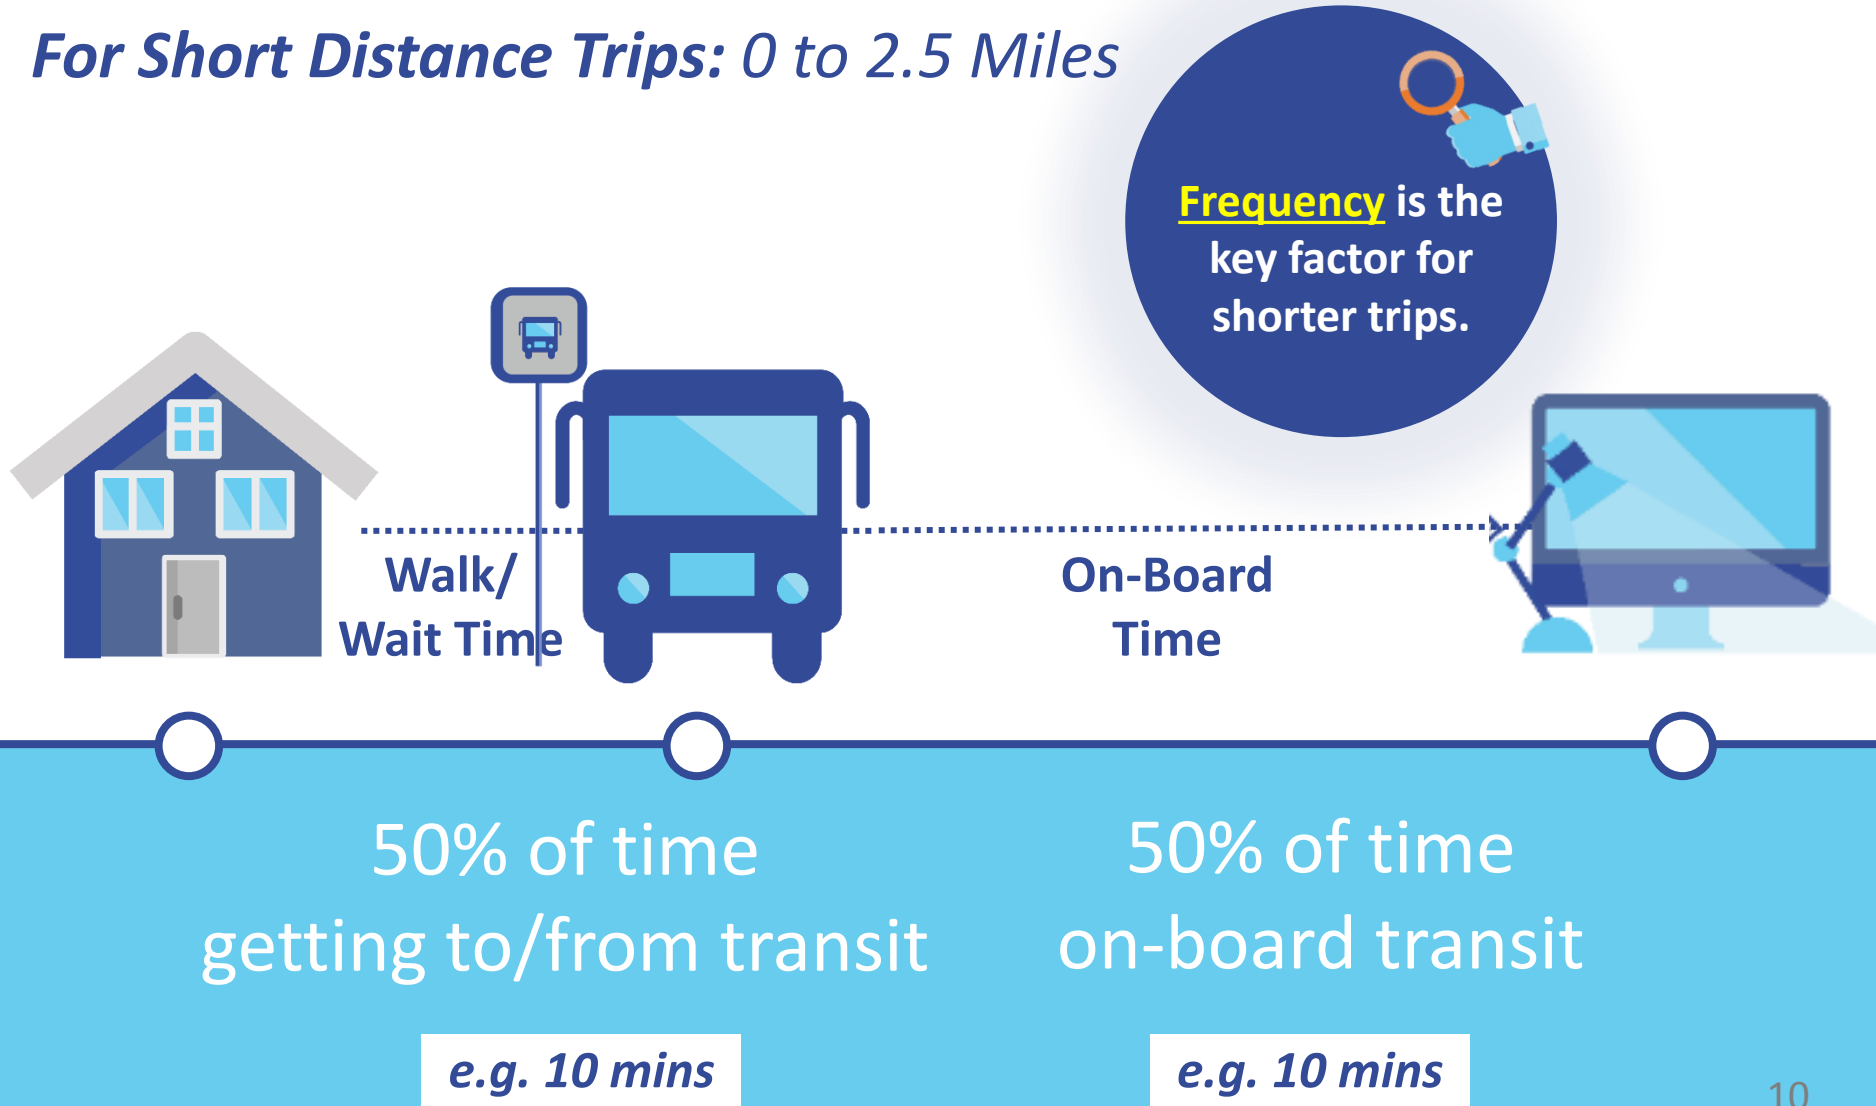 For Short Distance Trips: 0 to 2.5 Miles
Frequency is the
key factor for
shorter trips.
Walk/
Wait Time
On-Board
Time
50% of time
getting to/from transit
e.g. 10 mins
50% of time
on-board transit
e.g. 10 mins
10